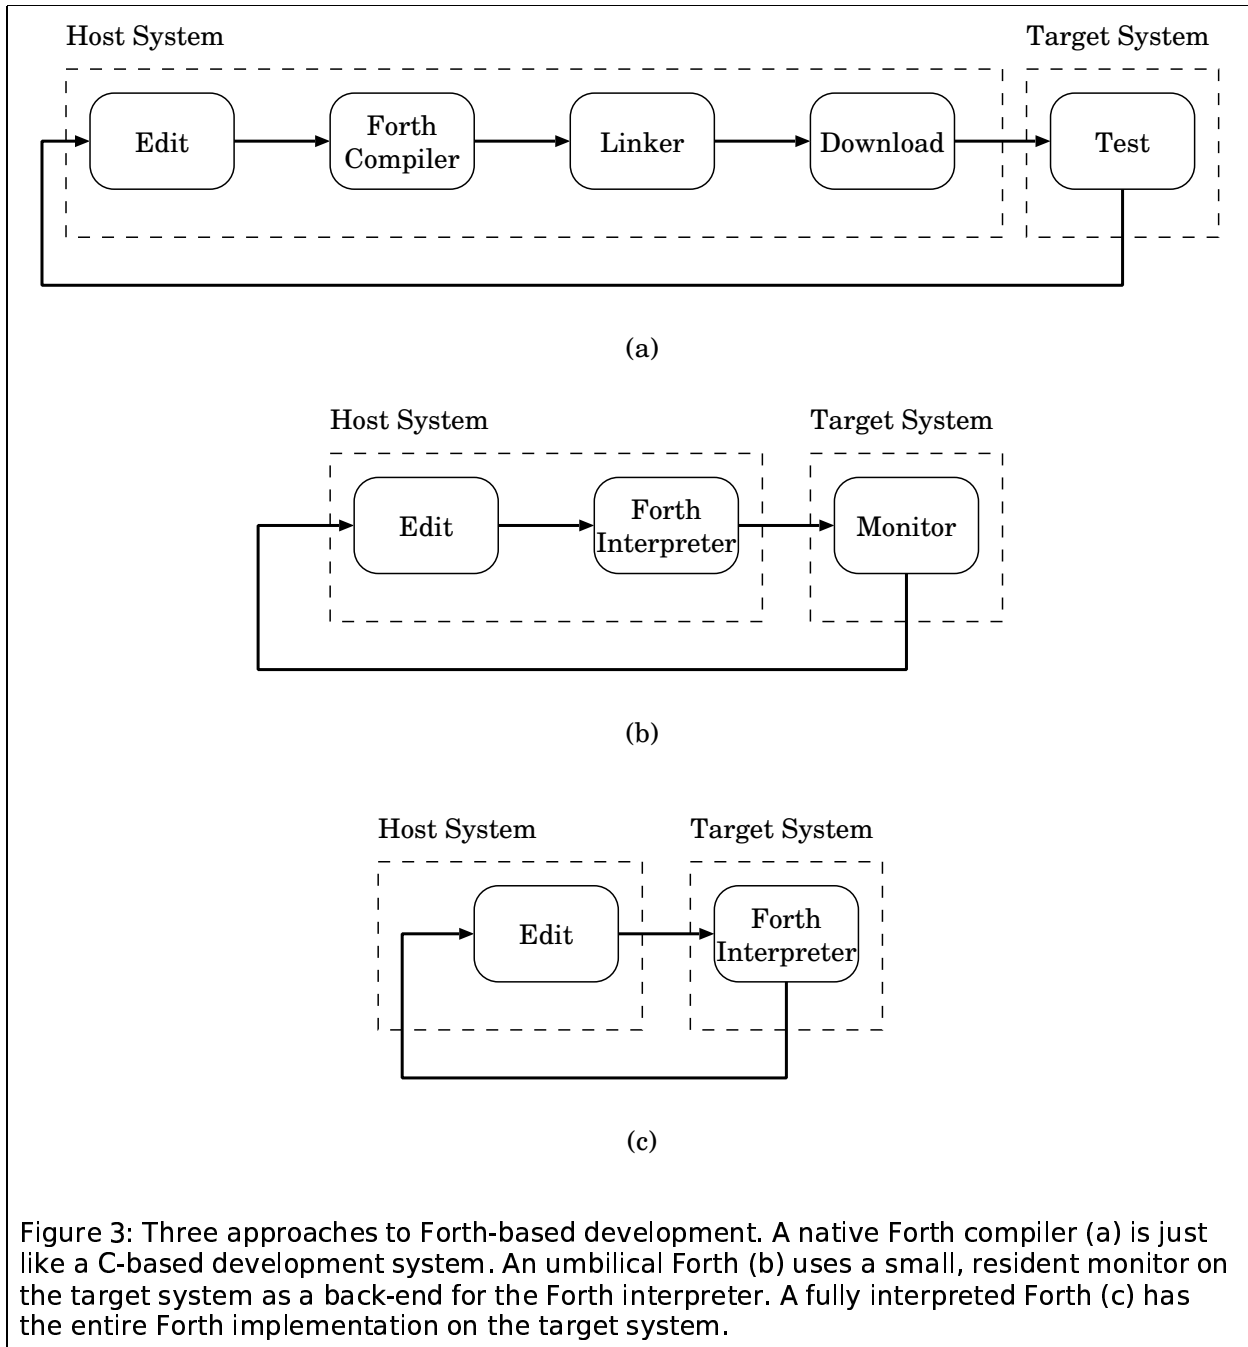 Host System
Target System
Edit
Forth
Compiler
Linker
Download
Test
(a)
Host System
Target System
Edit
Forth
Interpreter
Monitor
(b)
Host System
Target System
Edit
Forth
Interpreter
(c)
Figure 3: Three approaches to Forth-based development. A native Forth compiler (a) is just
like a C-based development system. An umbilical Forth (b) uses a small, resident monitor on
the target system as a back-end for the Forth interpreter. A fully interpreted Forth (c) has
the entire Forth implementation on the target system.